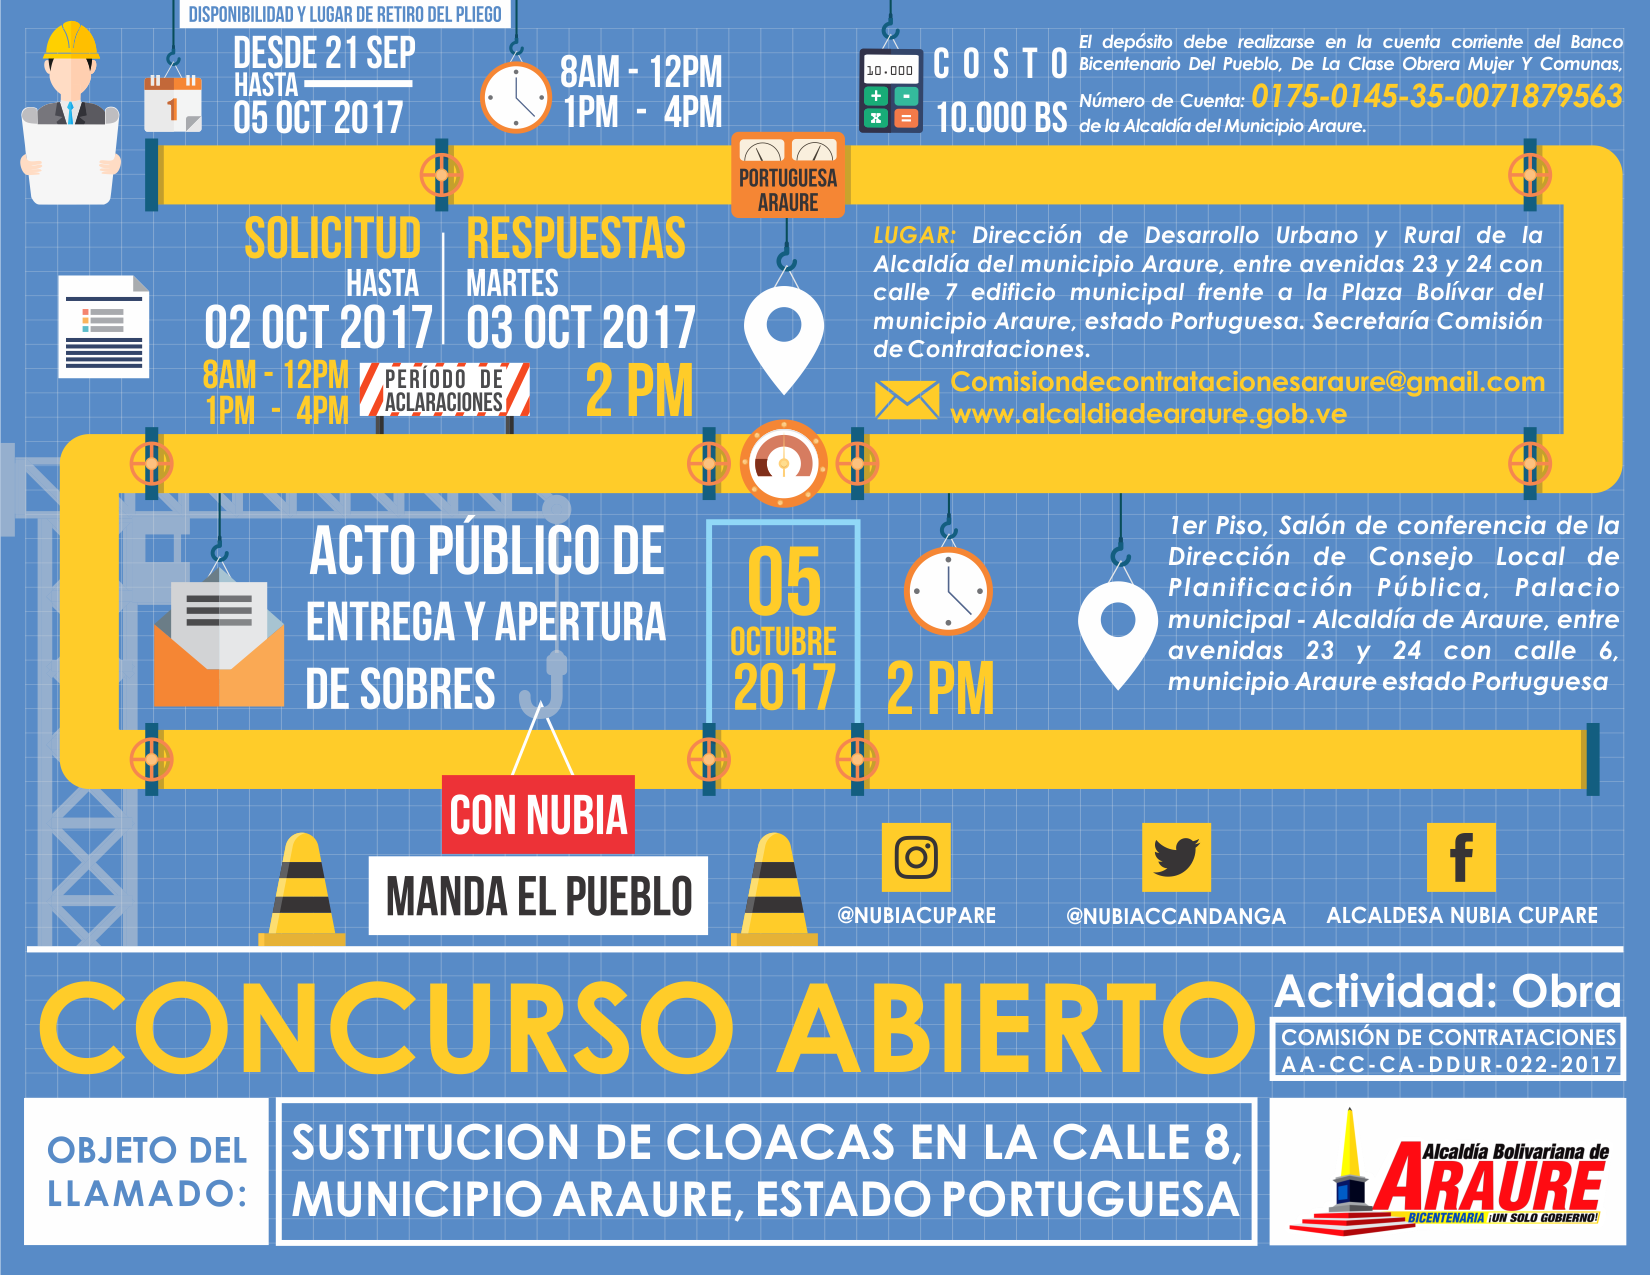 DISPONIBILIDAD Y LUGAR DE RETIRO DEL PLIEGO
DESDE 21 SEP
HASTA
05 OCT 2017
1
8AM - 12PM
1PM - 4PM
10.000
COSTO
10.000 BS
El depósito debe realizarse en la cuenta corriente del Banco
Bicentenario Del Pueblo, De La Clase Obrera Mujer Y Comunas,
Número de Cuenta: 0175-0145-35-0071879563
de la Alcaldía del Municipio Araure.
PORTUGUESA
ARAURE
SOLICITUD
HASTA
02 OCT 2017
8AM - 12PM
1PM - 4PM
RESPUESTAS
MARTES
03 OCT 2017
2 PM
PERÍODO DE
ACLARACIONES
LUGAR: Dirección de Desarrollo Urbano y Rural de la
Alcaldía del municipio Araure, entre avenidas 23 y 24 con
calle 7 edificio municipal frente a la Plaza Bolívar del
municipio Araure, estado Portuguesa. Secretaría Comisión
de Contrataciones.
Comisiondecontratacionesaraure@gmail.com
www.alcaldiadearaure.gob.ve
ACTO PÚBLICO DE
ENTREGA Y APERTURA
DE SOBRES
05
OCTUBRE
2017
2 PM
1er Piso, Salón de conferencia de la
Dirección de Consejo Local de
Planificación Pública, Palacio
municipal - Alcaldía de Araure, entre
avenidas 23 y 24 con calle 6,
municipio Araure estado Portuguesa
CON NUBIA
MANDA EL PUEBLO
@NUBIACUPARE
@NUBIACCANDANGA
ALCALDESA NUBIA CUPARE
CONCURSO ABIERTO
Actividad: Obra
COMISIÓN DE CONTRATACIONES
AA-CC-CA-DDUR-022-2017
OBJETO DEL
LLAMADO:
SUSTITUCION DE CLOACAS EN LA CALLE 8,
MUNICIPIO ARAURE, ESTADO PORTUGUESA
Alcaldía Bolivariana de
ARAURE
BICENTENARIA ¡UN SOLO GOBIERNO!